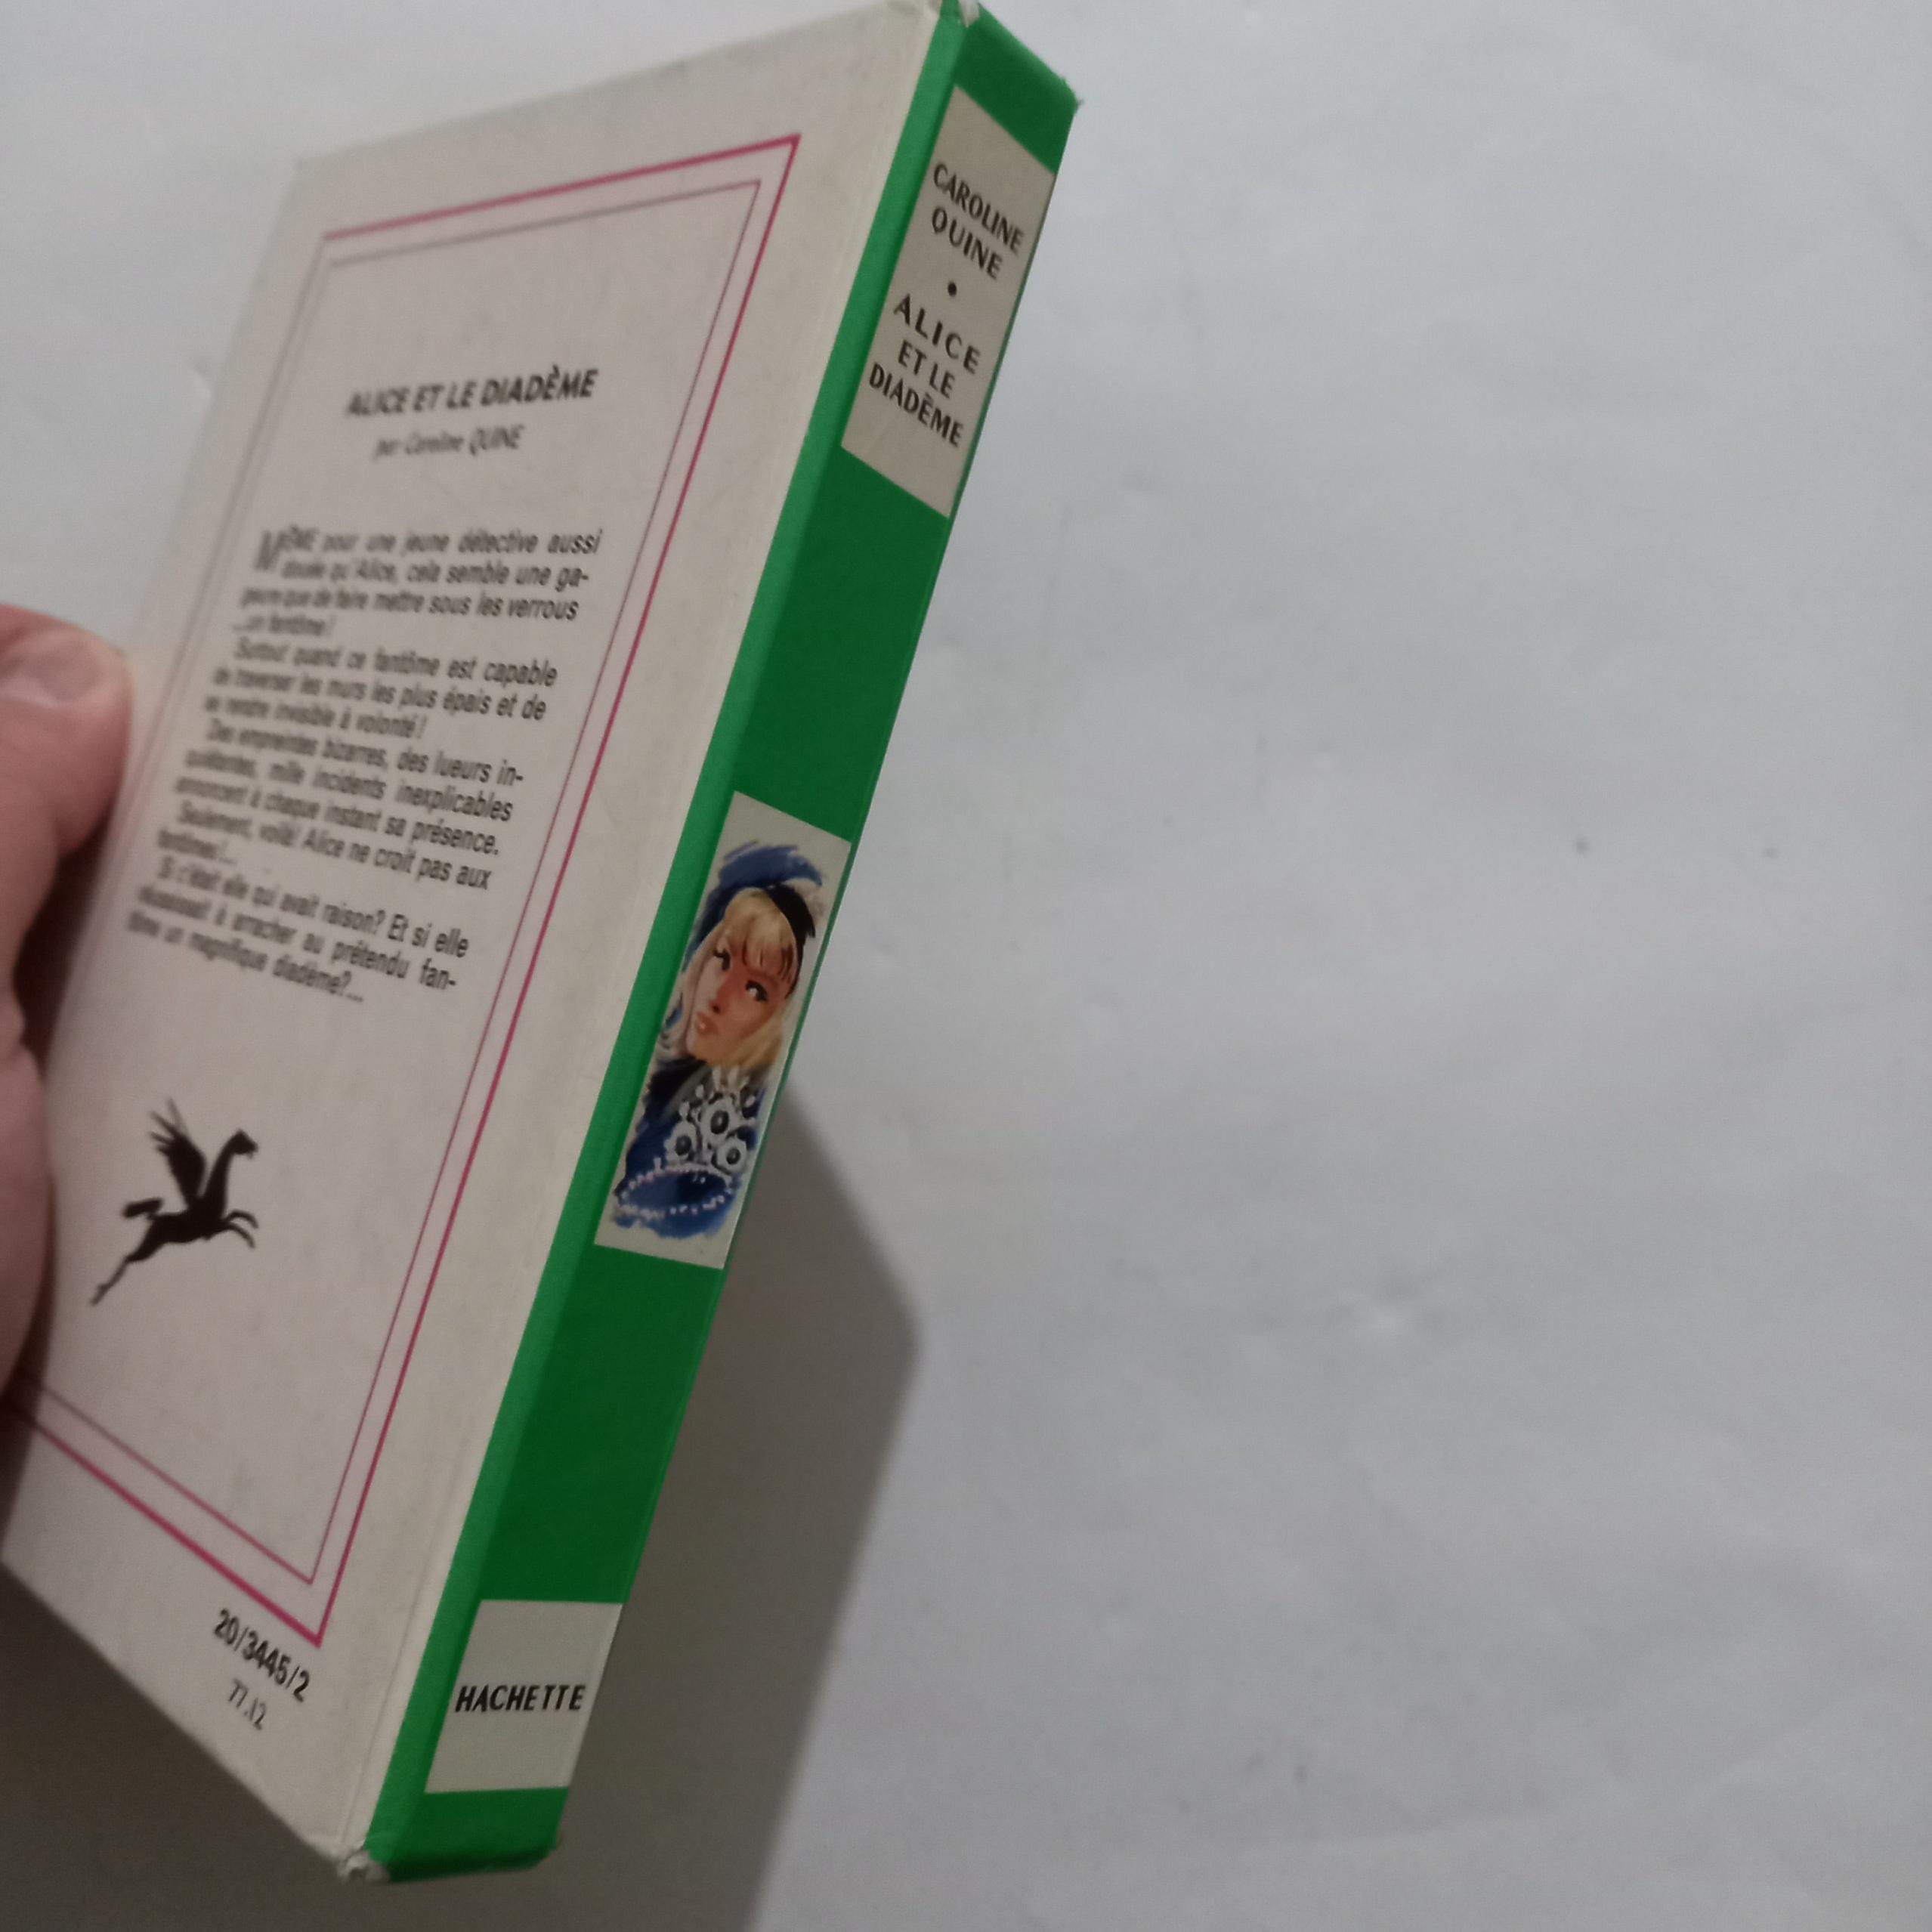 ALICE ET LE DIADÈME
par Caroline QUINE
MÊME pour une jeune détective aussi
douée qu'Alice, cela semble une ga-
geure que de faire mettre sous les verrous
...un fantôme!
Surtout quand ce fantôme est capable
de traverser les murs les plus épais et de
se rendre invisible à volonté!
Des empreintes bizarres, des lueurs in-
quiétantes, mille incidents inexplicables
annoncent à chaque instant sa présence.
Seulement, voilà! Alice ne croit pas aux
fantômes!...
Si c'était elle qui avait raison? Et si elle
réussissait à arracher au prétendu fan-
tôme un magnifique diadème?...
20/3445/2
77.12
CAROLINE
QUINE
•
ALICE
ET LE
DIADÈME
HACHETTE